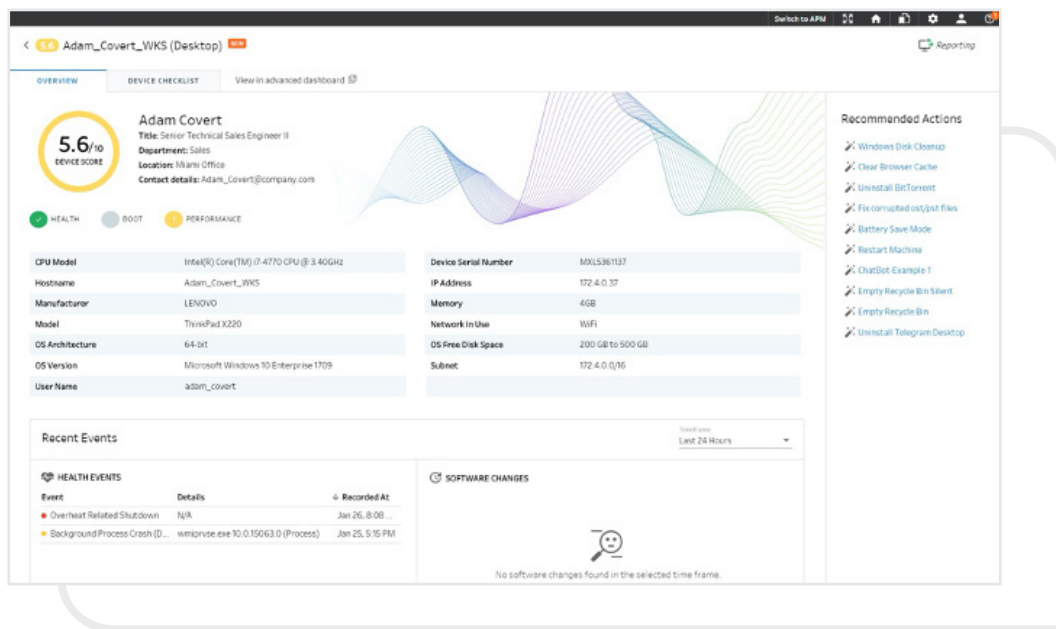 Switch to APM
5.6 Adam_Covert_WKS (Desktop) NEW
Reporting
OVERVIEW DEVICE CHECKLIST View in advanced dashboard
5.6/10
DEVICE SCORE
Adam Covert
Title: Senior Technical Sales Engineer II
Department: Sales
Location: Miami Office
Contact details: Adam_Covert@company.com
HEALTH BOOT PERFORMANCE
CPU Model Intel(R) Core(TM) i7-4770 CPU @ 3.40GHz
Hostname Adam_Covert_WKS
Manufacturer LENOVO
Model ThinkPad X220
OS Architecture 64-bit
OS Version Microsoft Windows 10 Enterprise 1709
User Name adam_covert
Device Serial Number MXL5361137
IP Address 172.4.0.37
Memory 4GB
Network In Use WiFi
OS Free Disk Space 200 GB to 500 GB
Subnet 172.4.0.0/16
Recent Events
Timeframe
Last 24 Hours
HEALTH EVENTS
Event Details Recorded At
Overheat Related Shutdown N/A Jan 26, 8:08 ...
Background Process Crash (D... wmiprvse.exe 10.0.15063.0 (Process) Jan 25, 5:15 PM
SOFTWARE CHANGES
No software changes found in the selected time frame.
Recommended Actions
Windows Disk Cleanup
Clear Browser Cache
Uninstall BitTorrent
Fix corrupted ost/pst files
Battery Save Mode
Restart Machine
ChatBot Example 1
Empty Recycle Bin Silent
Empty Recycle Bin
Uninstall Telegram Desktop